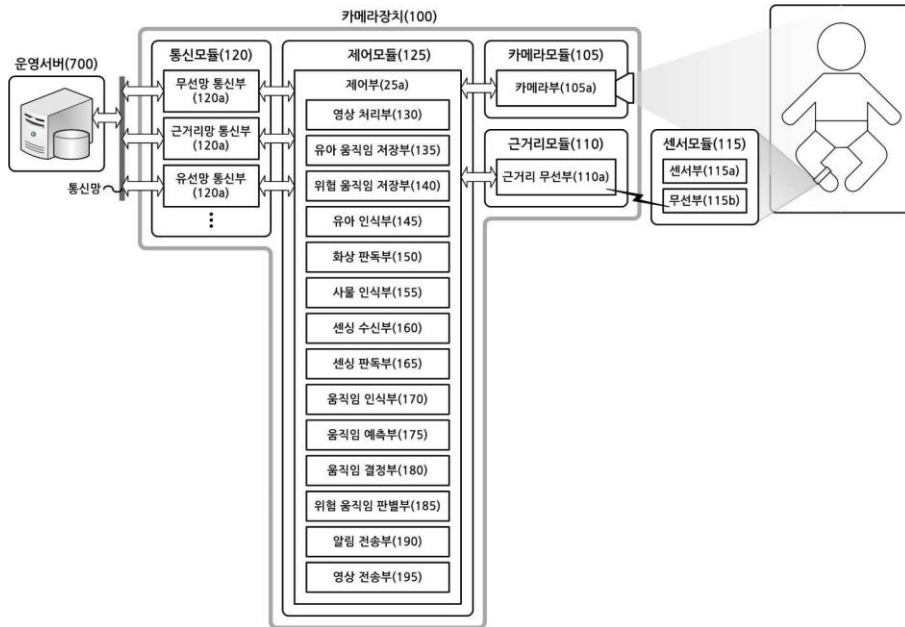 카메라장치(100)
운영서버(700)
통신망
통신모듈(120)
무선망 통신부
(120a)
근거리망 통신부
(120a)
유선망 통신부
(120a)
제어모듈(125)
제어부(25a)
영상 처리부(130)
유아 움직임 저장부(135)
위험 움직임 저장부(140)
유아 인식부(145)
화상 판독부(150)
사물 인식부(155)
센싱 수신부(160)
센싱 판독부(165)
움직임 인식부(170)
움직임 예측부(175)
움직임 결정부(180)
위험 움직임 판별부(185)
알림 전송부(190)
영상 전송부(195)
카메라모듈(105)
카메라부(105a)
근거리모듈(110)
근거리 무선부(110a)
센서모듈(115)
센서부(115a)
무선부(115b)